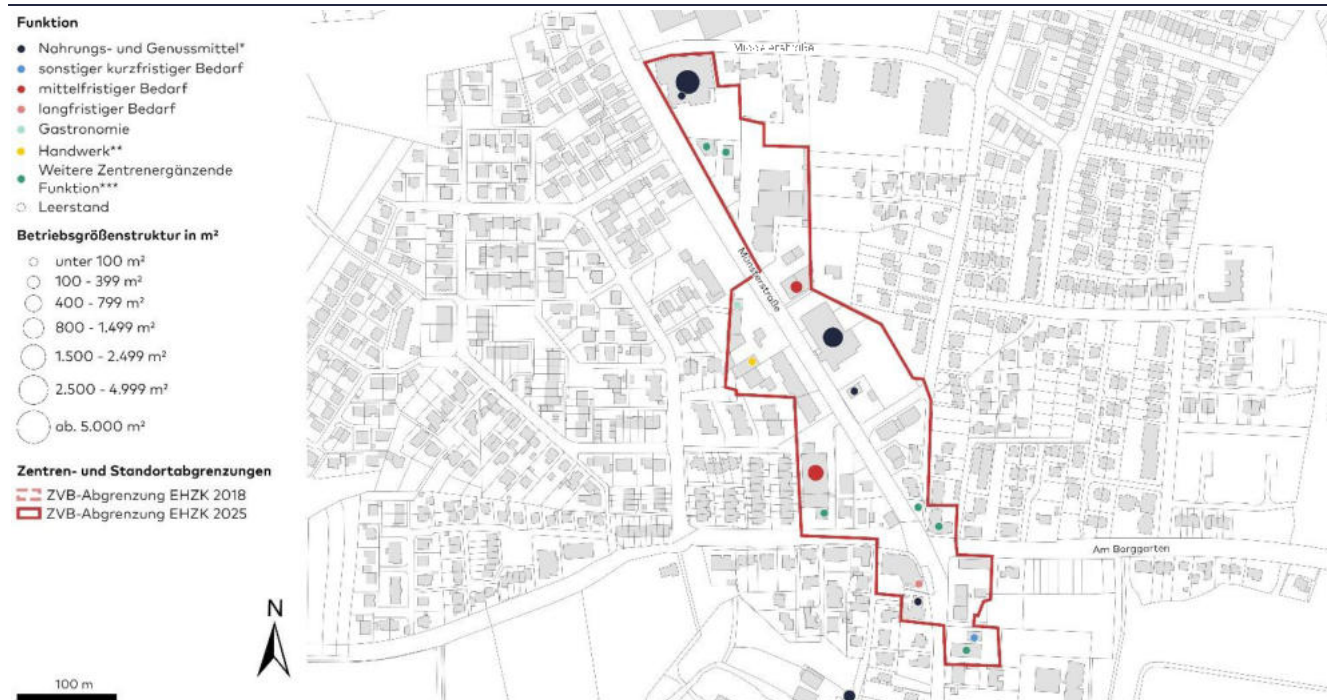 Funktion
Nahrungs- und Genussmittel*
sonstiger kurzfristiger Bedarf
mittelfristiger Bedarf
langfristiger Bedarf
Gastronomie
Handwerk**
Weitere Zentrenergänzende
Funktion***
Leerstand
Betriebsgrößenstruktur in m²
unter 100 m²
100 - 399 m²
400 - 799 m²
800 - 1.499 m²
1.500 - 2.499 m²
2.500 - 4.999 m²
ab. 5.000 m²
Zentren- und Standortabgrenzungen
ZVB-Abgrenzung EHZK 2018
ZVB-Abgrenzung EHZK 2025
N
100 m
Münsterstraße
Am Borggarten